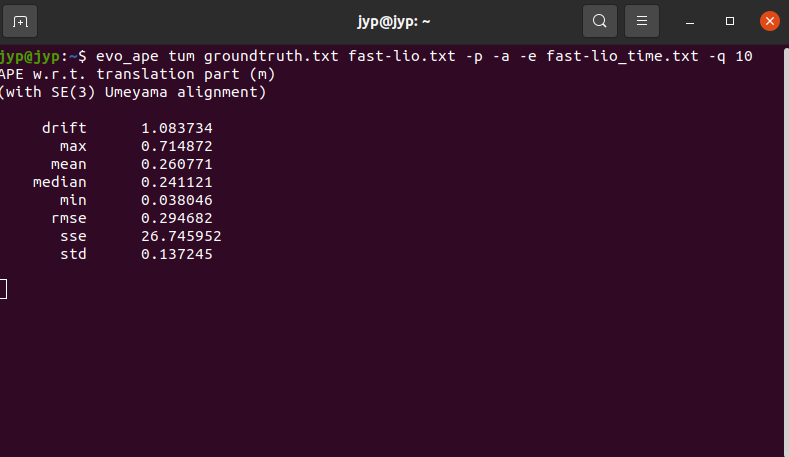 jyp@jyp: ~
jyp@jyp:~$ evo_ape tum groundtruth.txt fast-lio.txt -p -a -e fast-lio_time.txt -q 10
APE w.r.t. translation part (m)
(with SE(3) Umeyama alignment)
drift 1.083734
max 0.714872
mean 0.260771
median 0.241121
min 0.038046
rmse 0.294682
sse 26.745952
std 0.137245